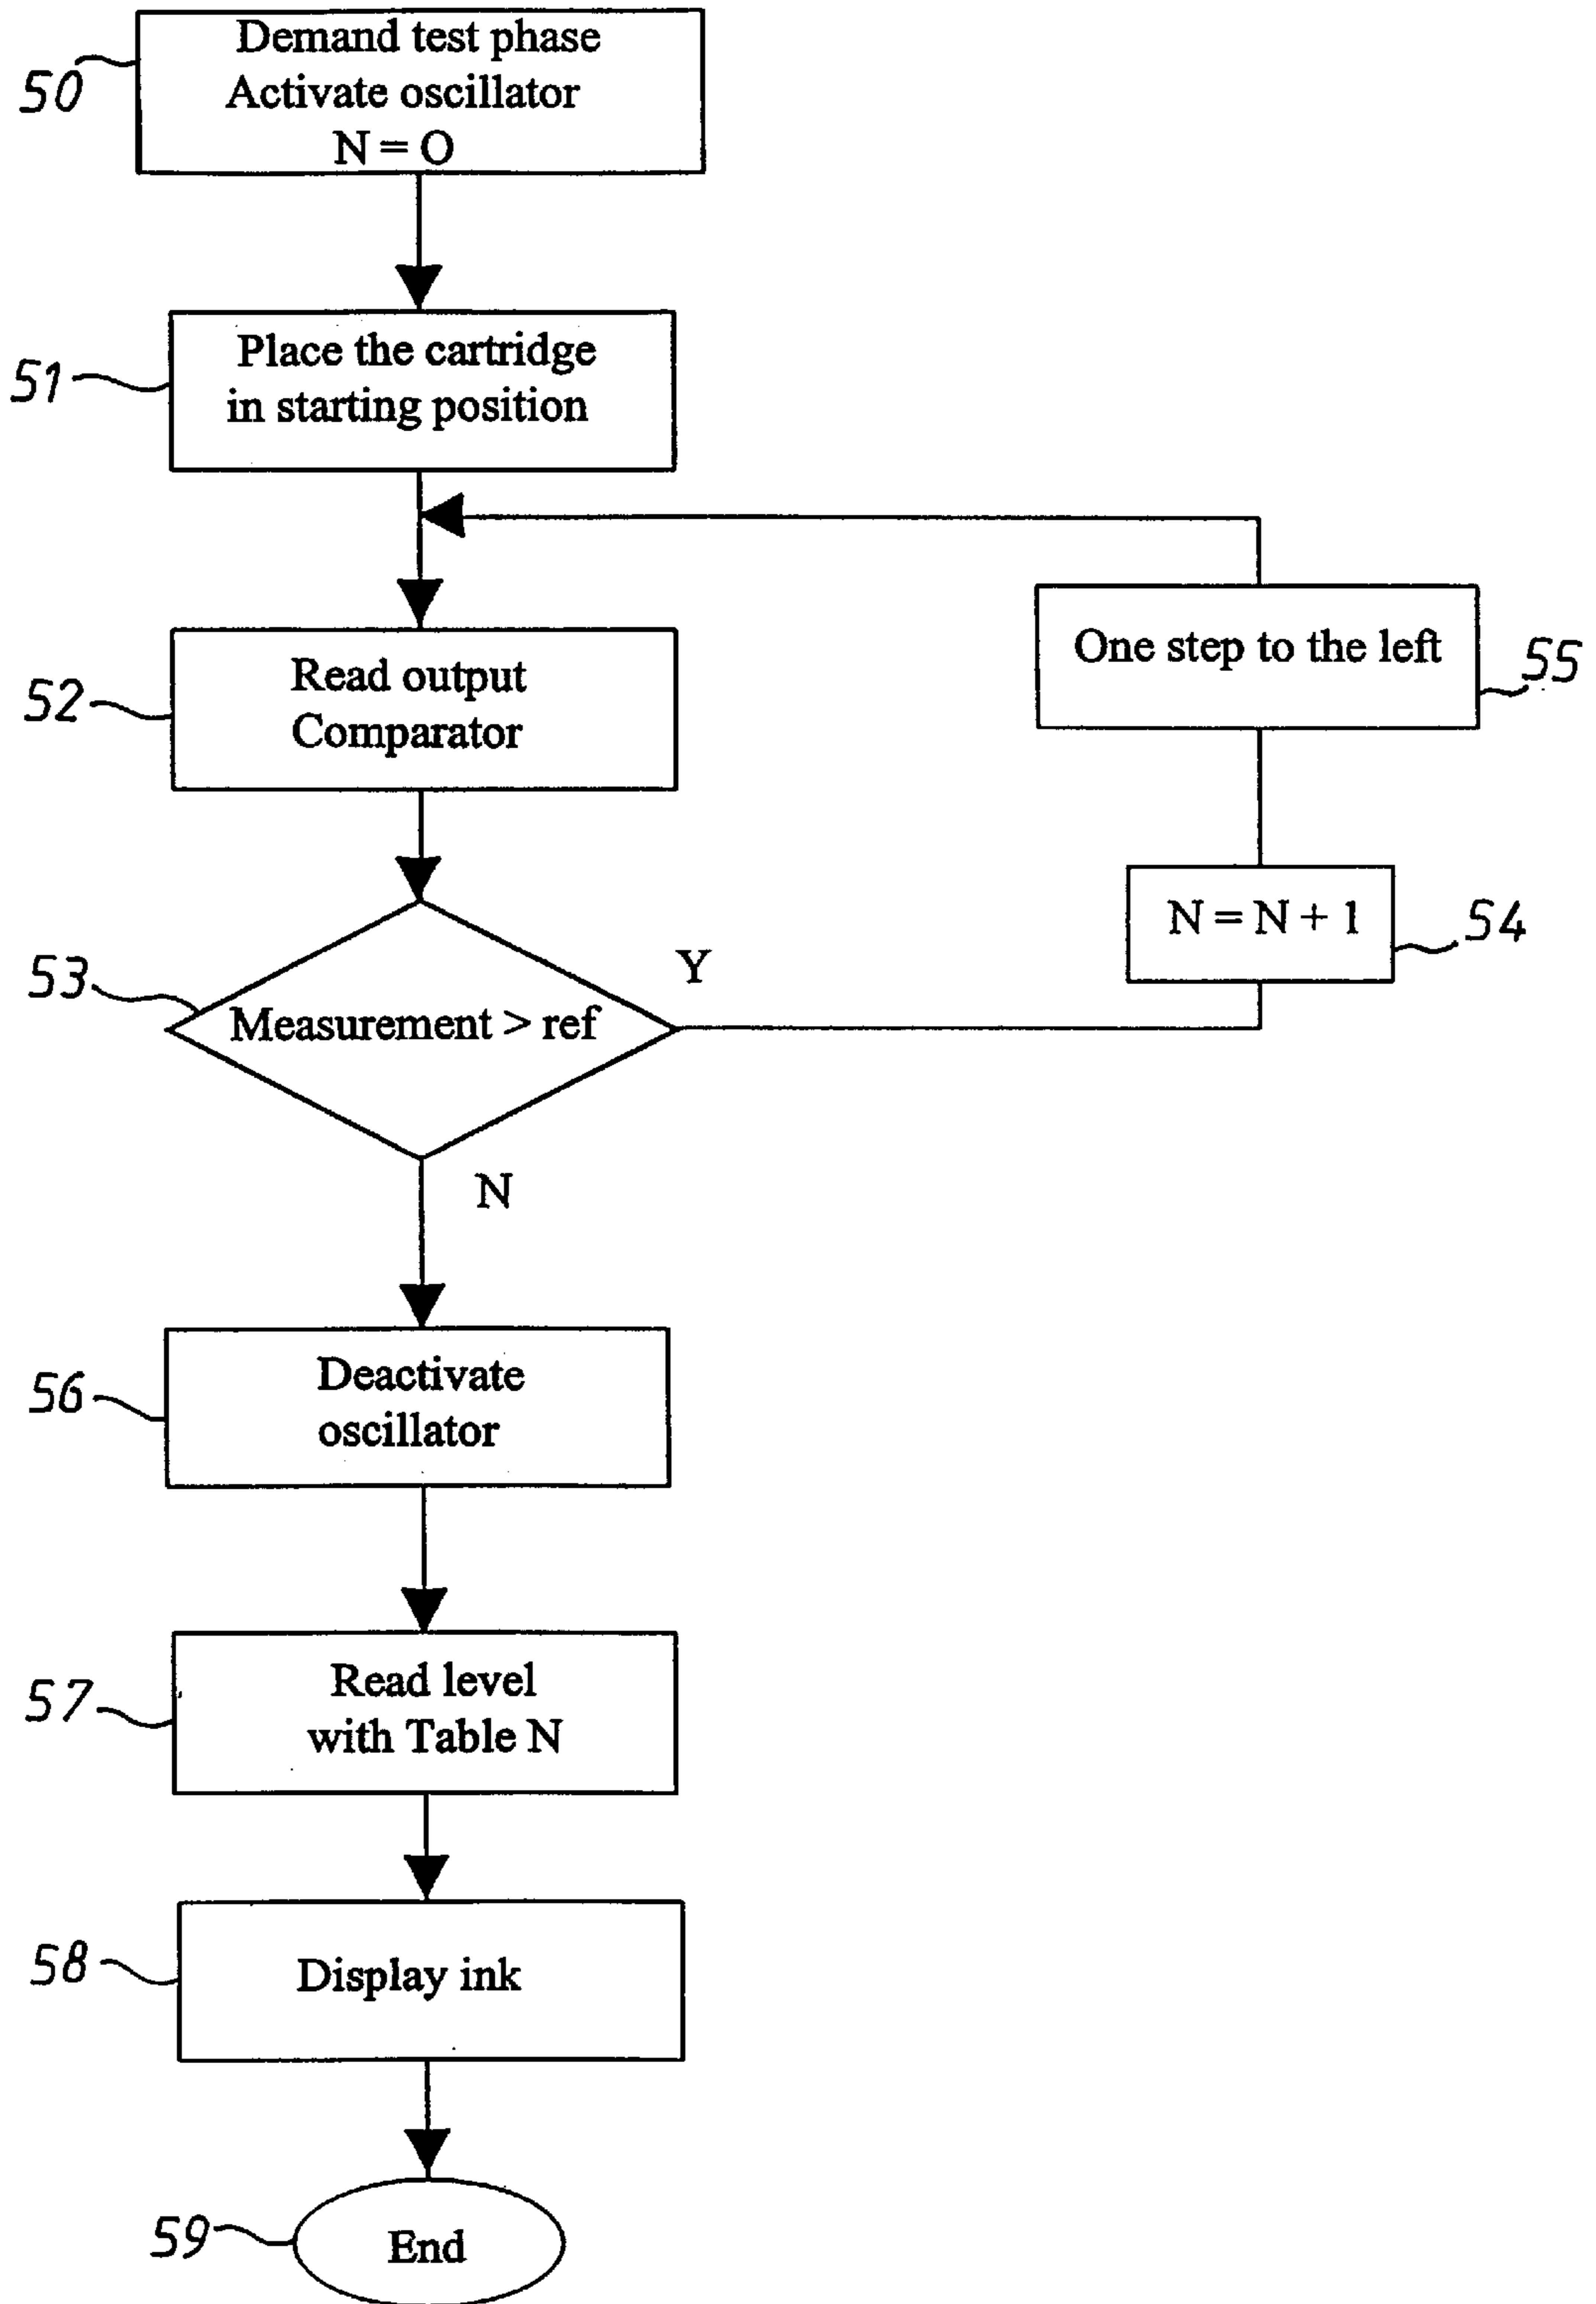 50
Demand test phase
Activate oscillator
N = O
51
Place the cartridge
in starting position
52
Read output
Comparator
One step to the left
55
N = N + 1
54
53
Measurement > ref
Y
N
56
Deactivate
oscillator
57
Read level
with Table N
58
Display ink
59
End